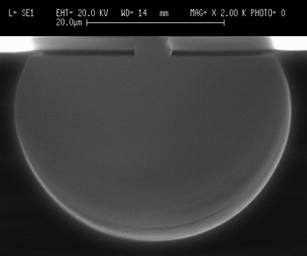 L= SE1 EHT= 20.0 KV WD= 14 mm MAG= X 2.00 K PHOTO= 0
20.0µm